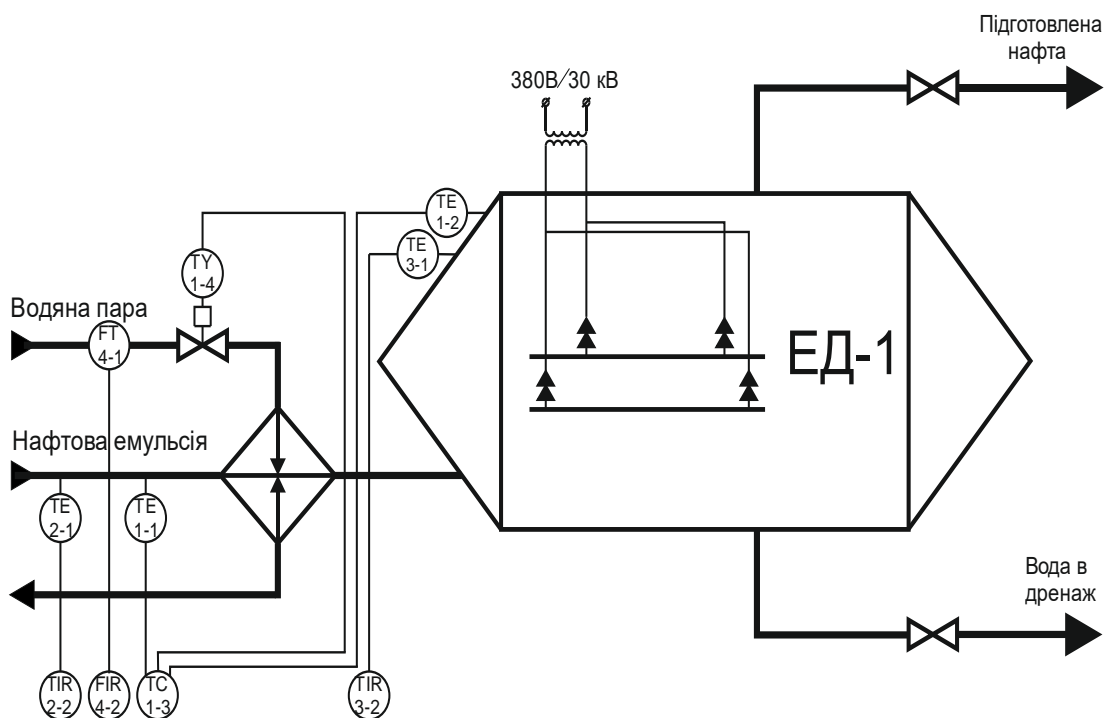 Підготовлена
нафта
380В/30 кВ
TE
1-2
TE
3-1
TY
1-4
Водяна пара
FT
4-1
ЕД-1
Нафтова емульсія
TE
2-1
TE
1-1
Вода в
дренаж
TIR
2-2
FIR
4-2
TC
1-3
TIR
3-2